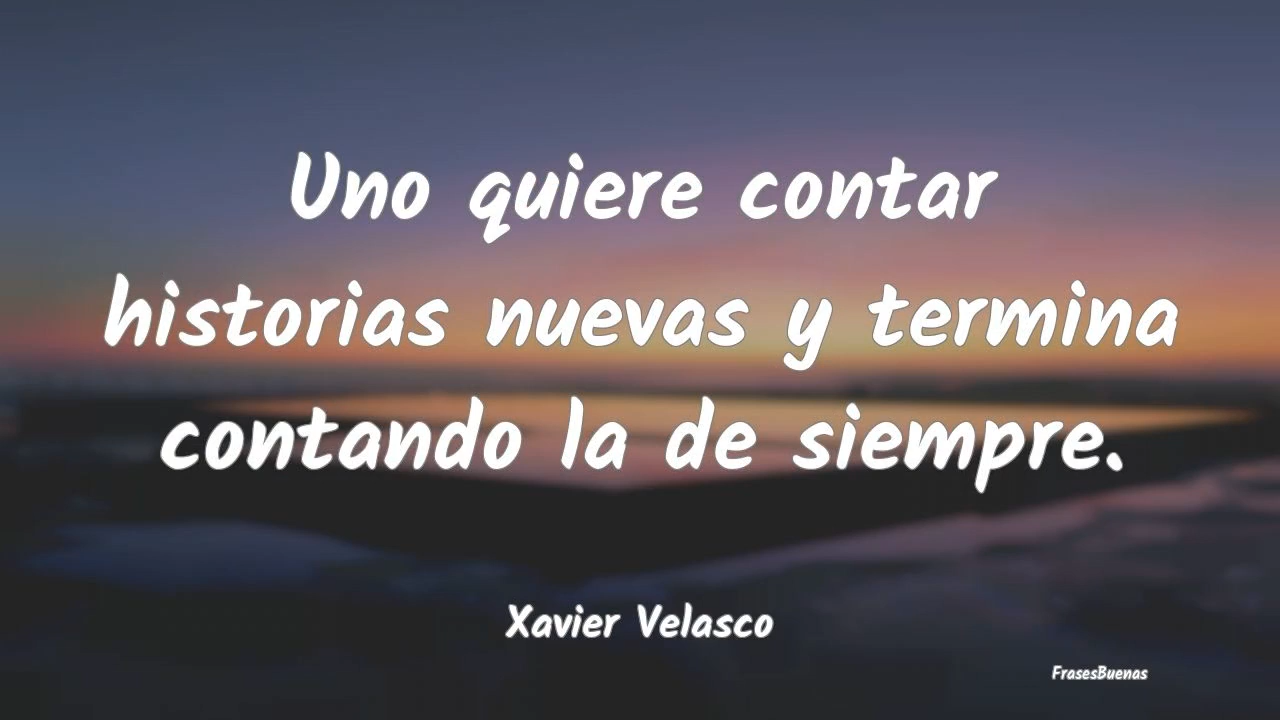 Uno quiere contar
historias nuevas y termina
contando la de siempre.
Xavier Velasco
FrasesBuenas